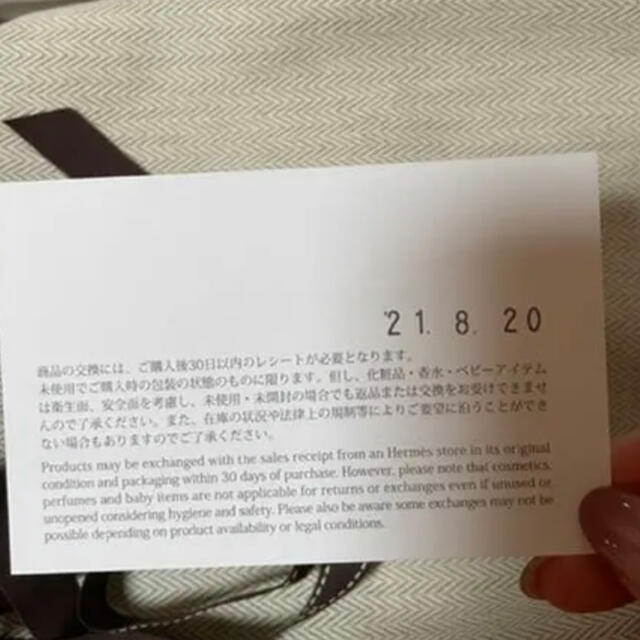 '21. 8. 20
商品の交換には、ご購入後30日以内のレシートが必要となります。
未使用でご購入時の包装の状態のものに限ります。但し、化粧品・香水・ベビーアイテム
は衛生面、安全面を考慮し、未使用・未開封の場合でも返品または交換をお受けできませ
んので了承ください。また、在庫の状況や法律上の規制等によりご要望に沿うことができ
ない場合もありますのでご了承ください。
Products may be exchanged with the sales receipt from an Hermès store in its original
condition and packaging within 30 days of purchase. However, please note that cosmetics,
perfumes and baby items are not applicable for returns or exchanges even if unused or
unopened considering hygiene and safety. Please also be aware some exchanges may not be
possible depending on product availability or legal conditions.